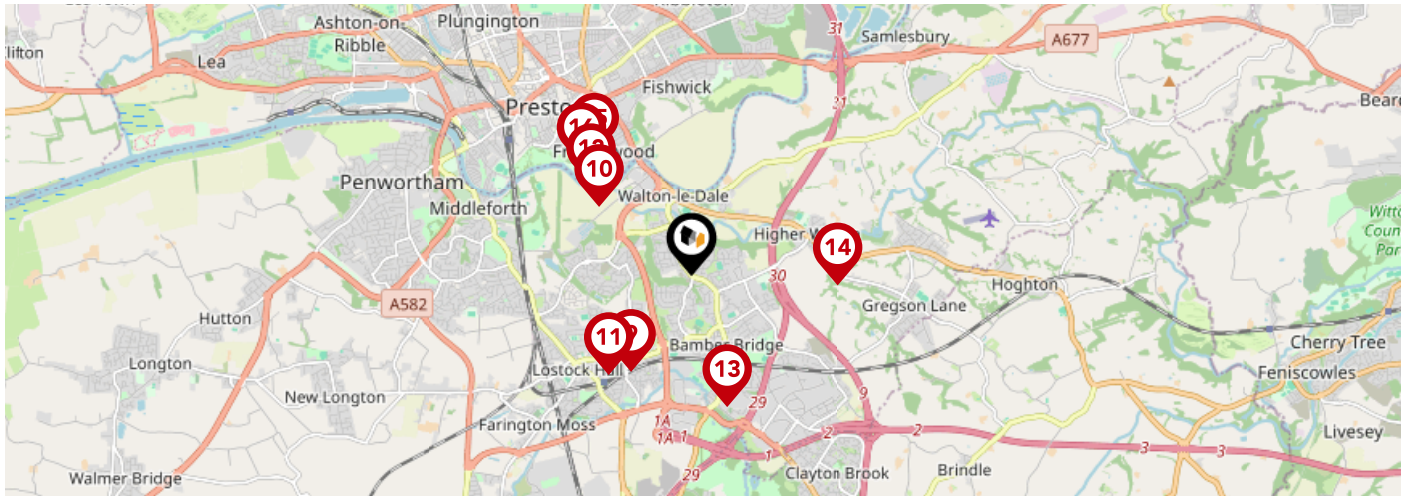 Ashton-on
Ribble
Plungington
Samlesbury
31
A677
Lea
Fishwick
21
Penwortham
10
Walton-le-Dale
Middleforth
Higher
14
30
Hoghton
A582
Gregson Lane
Hutton
11
Bamber Bridge
Cherry Tree
Longton
Lostock
13
Feniscowles
New Longton
9
29
Farington Moss
1A
1A
1
2
2
3
3
Livesey
1
29
Clayton Brook
Brindle
Walmer Bridge